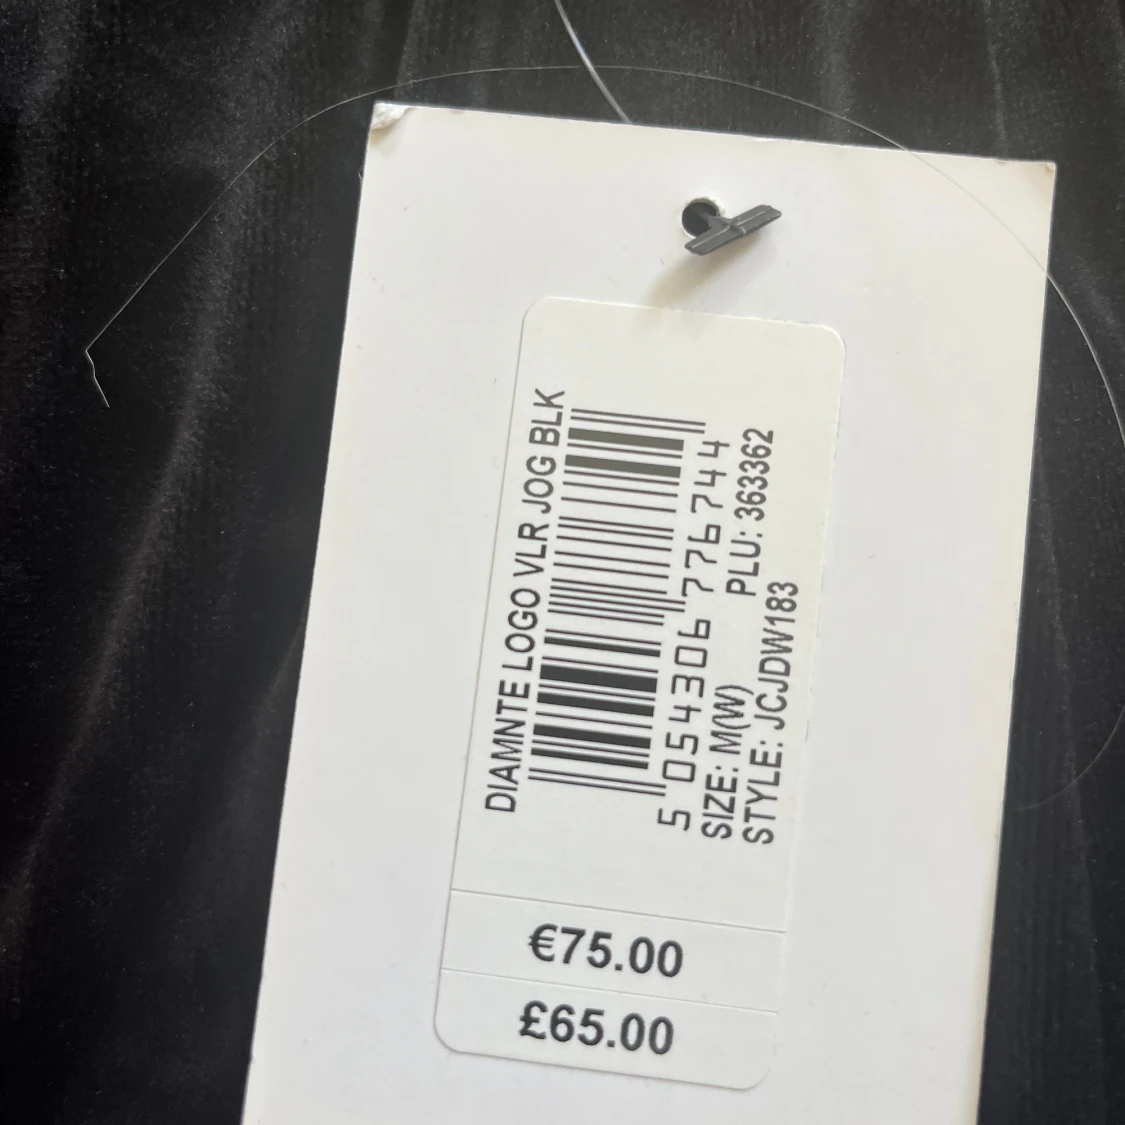 DIAMNTE LOGO VLR JOG BLK
5 054306 776744
SIZE: M(W) PLU: 363362
STYLE: JCJDW183
€75.00
£65.00